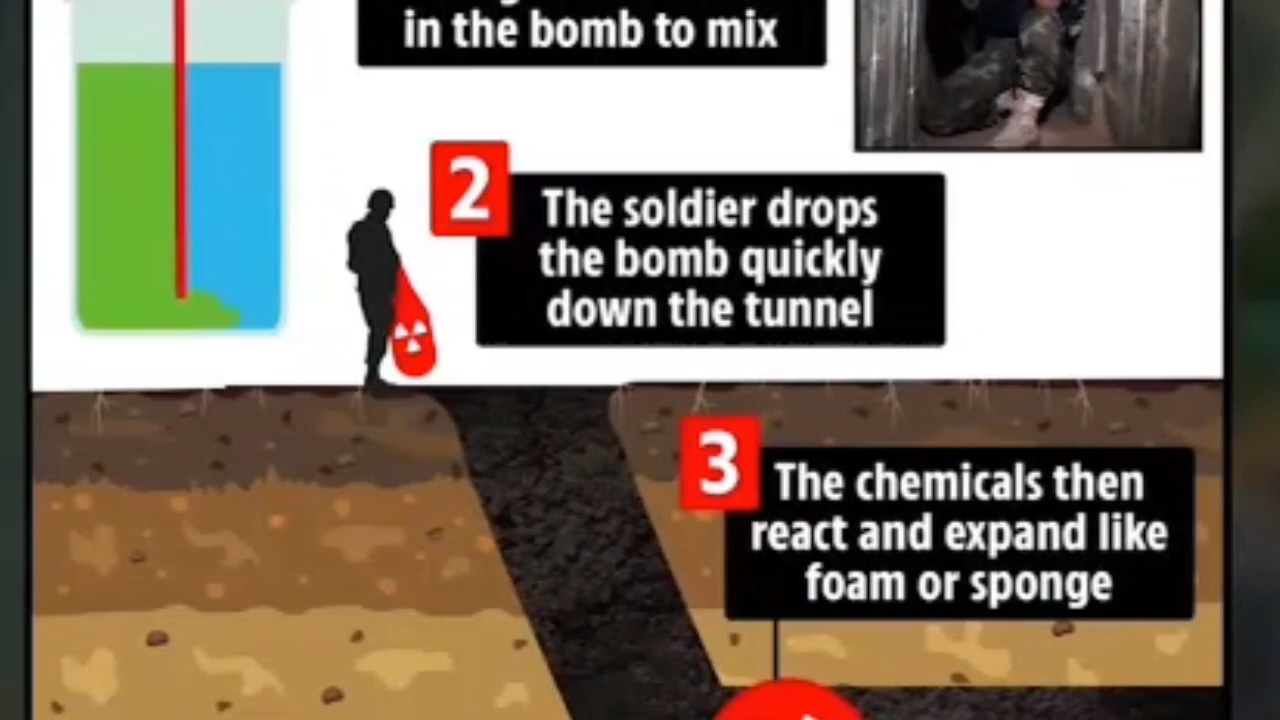 in the bomb to mix
2
The soldier drops
the bomb quickly
down the tunnel
3
The chemicals then
react and expand like
foam or sponge